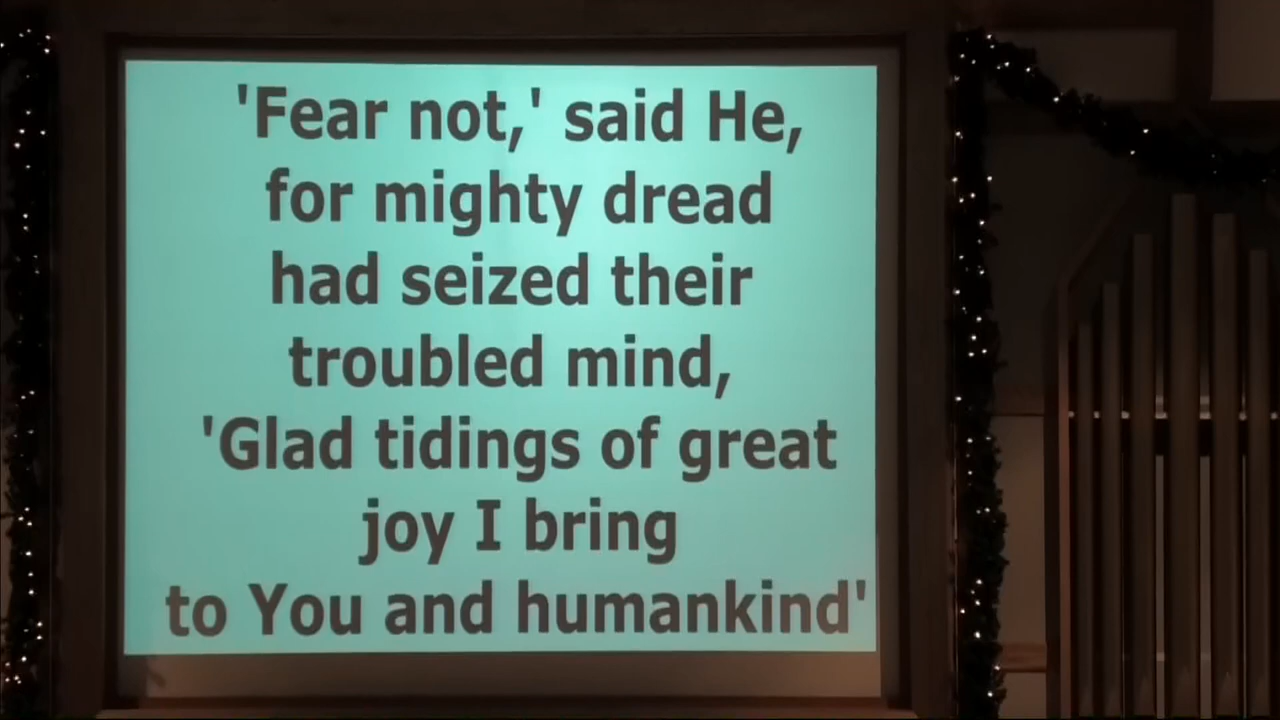 'Fear not,' said He,
for mighty dread
had seized their
troubled mind,
'Glad tidings of great
joy I bring
to You and humankind'